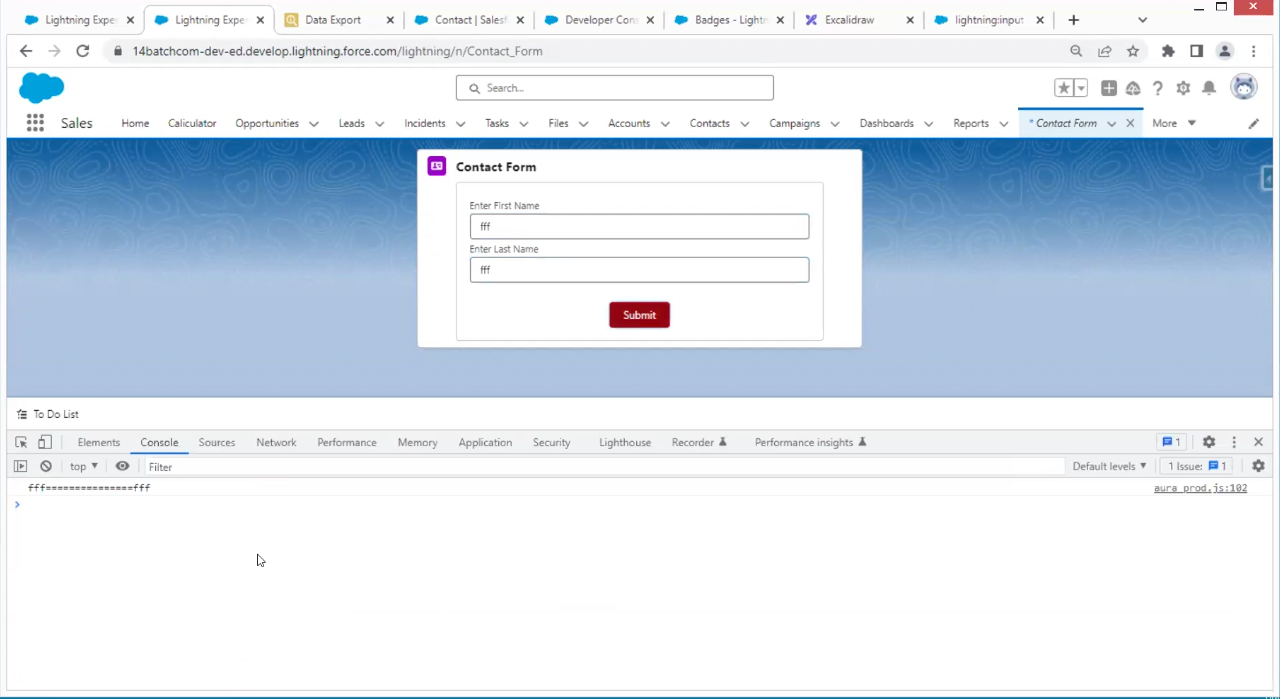 Lightning Expe
Lightning Expe
Data Export
Contact | Salesf
Developer Cons
Badges - Lightn
Excalidraw
lightning:input
14batchcom-dev-ed.develop.lightning.force.com/lightning/n/Contact_Form
Search...
Sales
Home
Calculator
Opportunities
Leads
Incidents
Tasks
Files
Accounts
Contacts
Campaigns
Dashboards
Reports
* Contact Form
More
Contact Form
Enter First Name
fff
Enter Last Name
fff
Submit
To Do List
Elements
Console
Sources
Network
Performance
Memory
Application
Security
Lighthouse
Recorder
Performance insights
1
top
Filter
Default levels
1 Issue: 1
fff===============fff
aura_prod.js:102